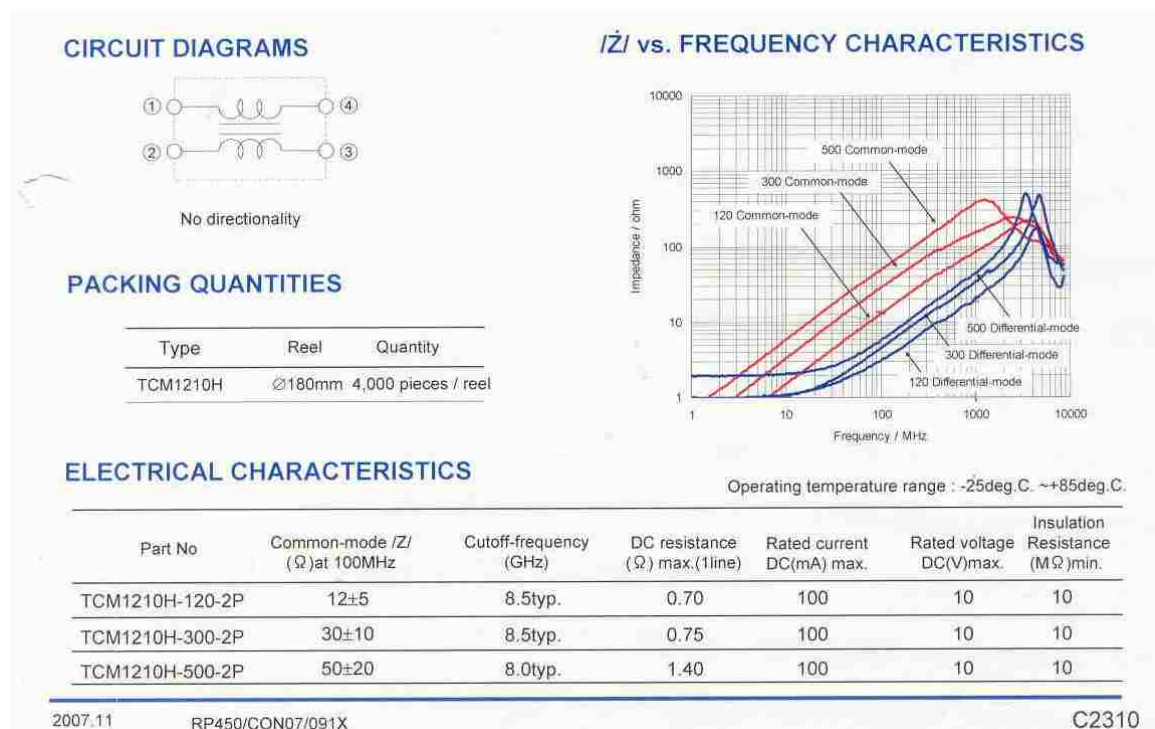 CIRCUIT DIAGRAMS
① ④
② ③
No directionality
PACKING QUANTITIES
Type Reel Quantity
TCM1210H ∅180mm 4,000 pieces / reel
/Ż/ vs. FREQUENCY CHARACTERISTICS
10000
1000
100
10
1
Impedance / ohm
500 Common-mode
300 Common-mode
120 Common-mode
500 Differential-mode
300 Differential-mode
120 Differential-mode
1 10 100 1000 10000
Frequency / MHz
ELECTRICAL CHARACTERISTICS
Operating temperature range : -25deg.C. ~+85deg.C.
Part No
Common-mode /Z/
(Ω)at 100MHz
Cutoff-frequency
(GHz)
DC resistance
(Ω) max.(1line)
Rated current
DC(mA) max.
Rated voltage
DC(V)max.
Insulation
Resistance
(MΩ)min.
TCM1210H-120-2P 12±5 8.5typ. 0.70 100 10 10
TCM1210H-300-2P 30±10 8.5typ. 0.75 100 10 10
TCM1210H-500-2P 50±20 8.0typ. 1.40 100 10 10
2007.11 RP450/CON07/091X C2310